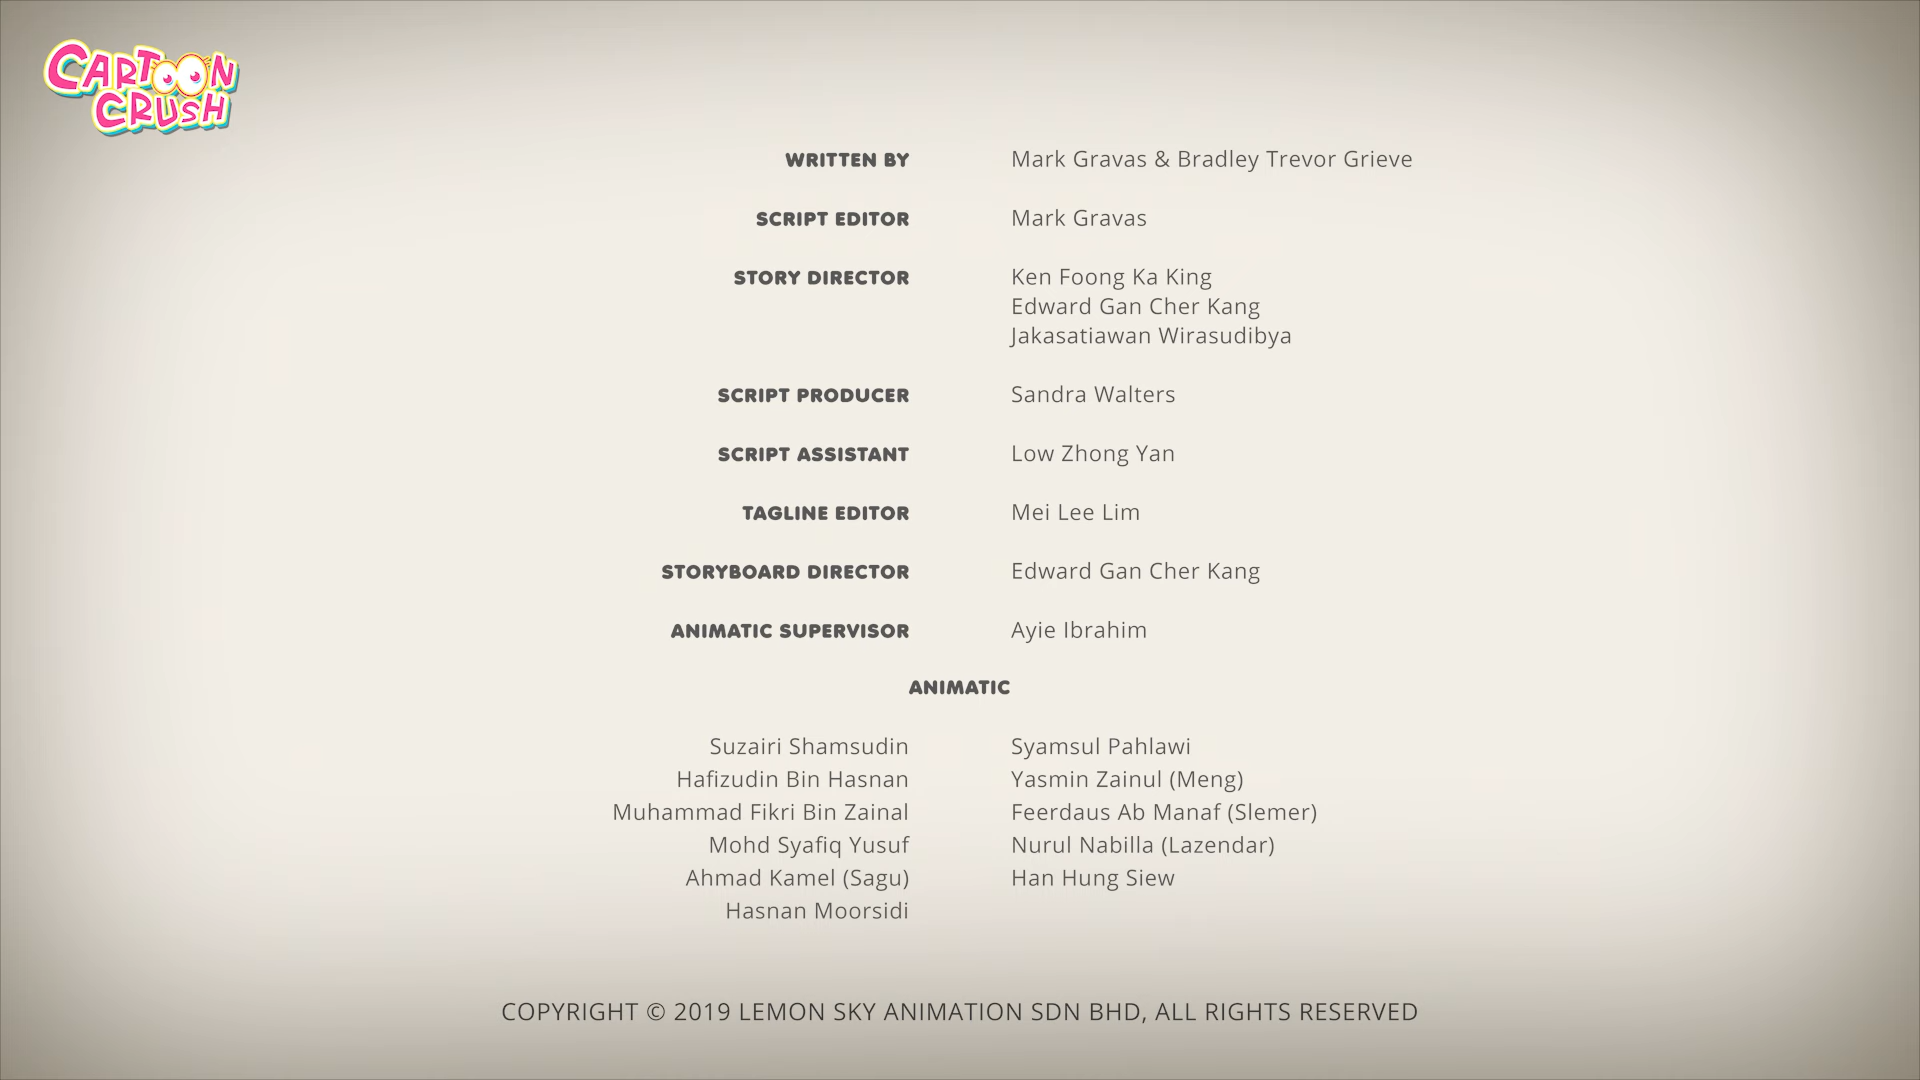 CARTOON
CRUSH
WRITTEN BY Mark Gravas & Bradley Trevor Grieve
SCRIPT EDITOR Mark Gravas
STORY DIRECTOR Ken Foong Ka King
Edward Gan Cher Kang
Jakasatiawan Wirasudibya
SCRIPT PRODUCER Sandra Walters
SCRIPT ASSISTANT Low Zhong Yan
TAGLINE EDITOR Mei Lee Lim
STORYBOARD DIRECTOR Edward Gan Cher Kang
ANIMATIC SUPERVISOR Ayie Ibrahim
ANIMATIC
Suzairi Shamsudin Syamsul Pahlawi
Hafizudin Bin Hasnan Yasmin Zainul (Meng)
Muhammad Fikri Bin Zainal Feerdaus Ab Manaf (Slemer)
Mohd Syafiq Yusuf Nurul Nabilla (Lazendar)
Ahmad Kamel (Sagu) Han Hung Siew
Hasnan Moorsidi
COPYRIGHT © 2019 LEMON SKY ANIMATION SDN BHD, ALL RIGHTS RESERVED